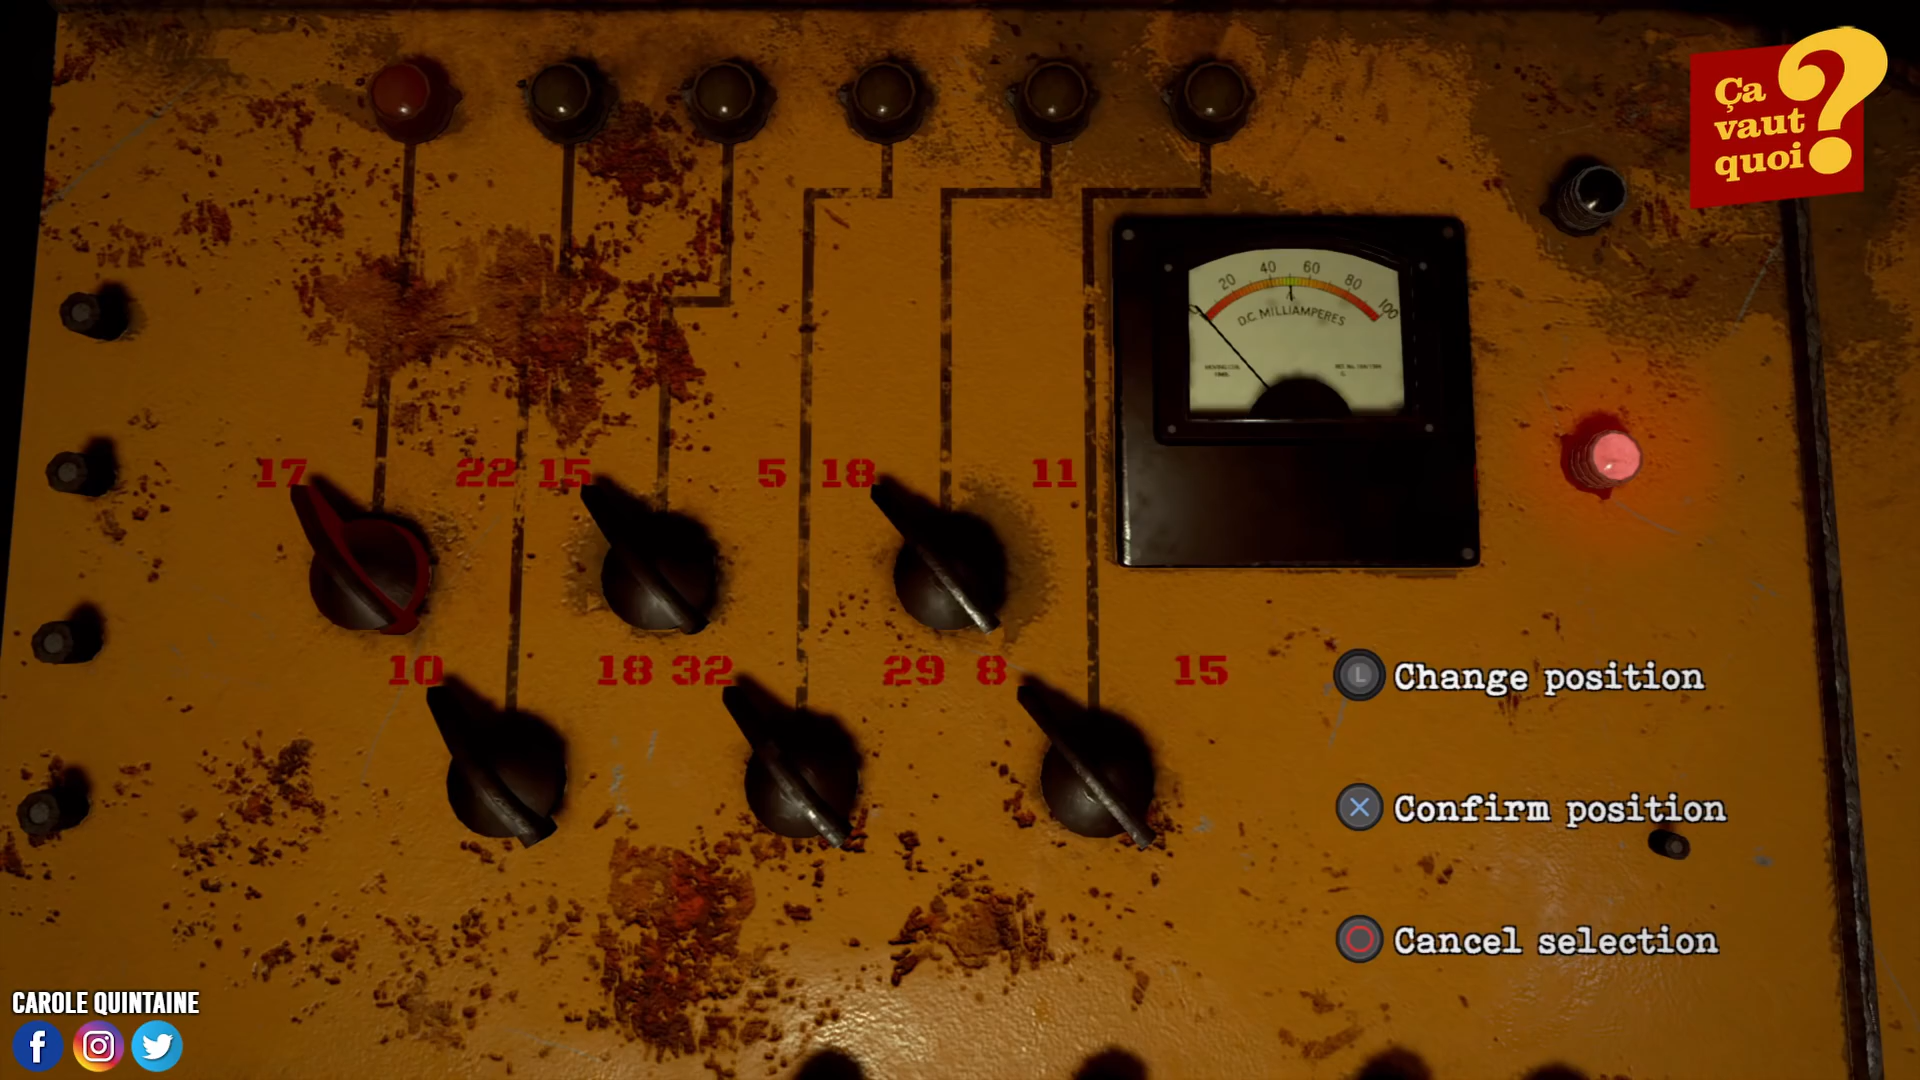 Ça
vaut
quoi?
20 40 60 80 100
D.C. MILLIAMPERES
17 22 15 5 18 11
10 18 32 29 8 15
L Change position
Confirm position
Cancel selection
CAROLE QUINTAINE